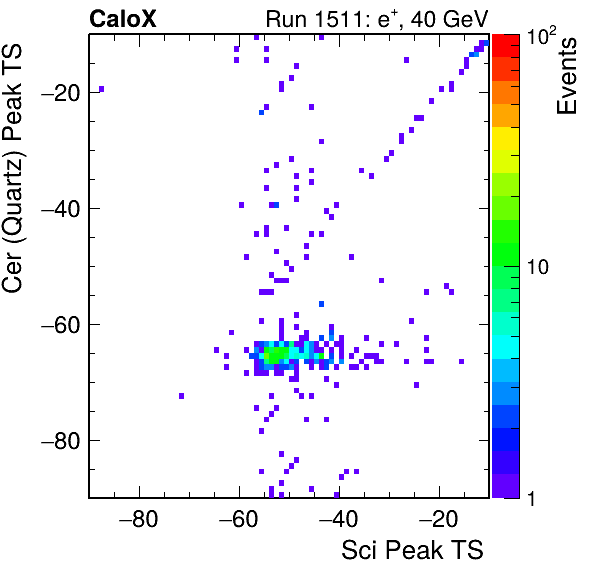 CaloX Run 1511: e⁺, 40 GeV
10²
Events
Cer (Quartz) Peak TS
−20
−40
−60
−80
10
1
−80 −60 −40 −20
Sci Peak TS